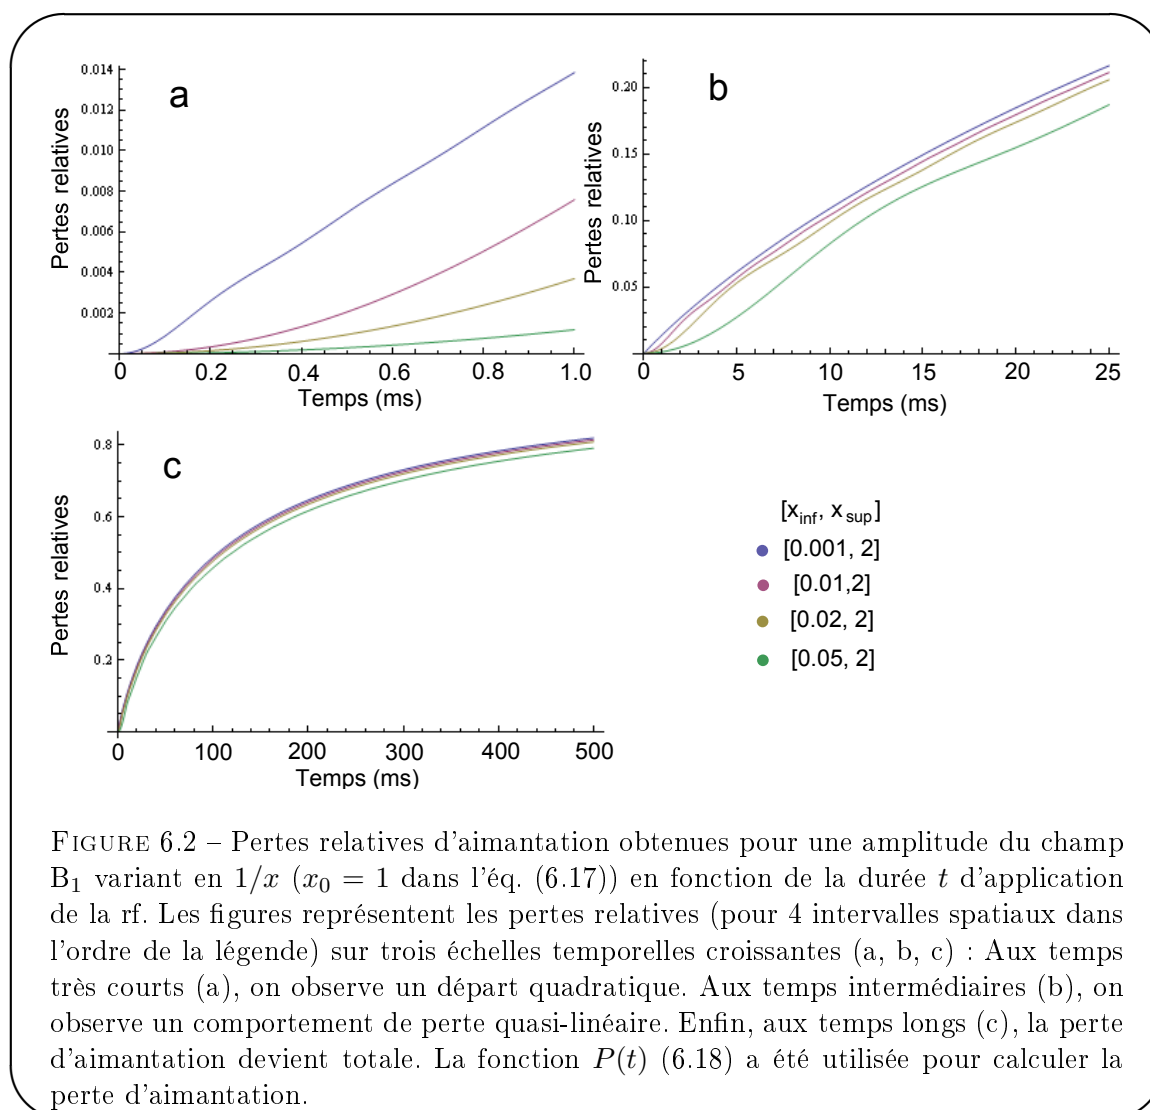 a
Pertes relatives
0.014
0.012
0.010
0.008
0.006
0.004
0.002
0 0.2 0.4 0.6 0.8 1.0
Temps (ms)
b
Pertes relatives
0.20
0.15
0.10
0.05
0 5 10 15 20 25
Temps (ms)
c
Pertes relatives
0.8
0.6
0.4
0.2
0 100 200 300 400 500
Temps (ms)
[x_inf, x_sup]
[0.001, 2]
[0.01,2]
[0.02, 2]
[0.05, 2]
FIGURE 6.2 – Pertes relatives d'aimantation obtenues pour une amplitude du champ
B₁ variant en 1/x (x₀ = 1 dans l'éq. (6.17)) en fonction de la durée t d'application
de la rf. Les figures représentent les pertes relatives (pour 4 intervalles spatiaux dans
l'ordre de la légende) sur trois échelles temporelles croissantes (a, b, c) : Aux temps
très courts (a), on observe un départ quadratique. Aux temps intermédiaires (b), on
observe un comportement de perte quasi-linéaire. Enfin, aux temps longs (c), la perte
d'aimantation devient totale. La fonction P(t) (6.18) a été utilisée pour calculer la
perte d'aimantation.